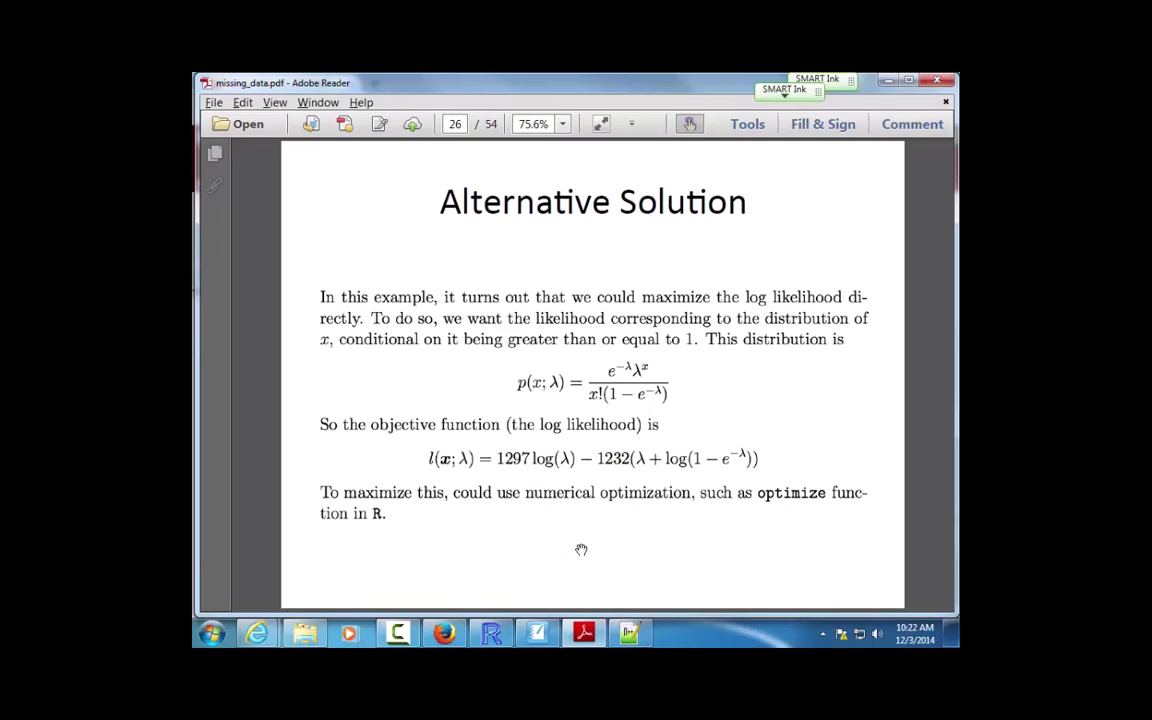 missing_data.pdf - Adobe Reader
SMART Ink
SMART Ink
File Edit View Window Help
Open 26 / 54 75.6% Tools Fill & Sign Comment
Alternative Solution
In this example, it turns out that we could maximize the log likelihood di-
rectly. To do so, we want the likelihood corresponding to the distribution of
x, conditional on it being greater than or equal to 1. This distribution is
p(x; λ) = e^{−λ}λ^x / x!(1 − e^{−λ})
So the objective function (the log likelihood) is
l(x; λ) = 1297 log(λ) − 1232(λ + log(1 − e^{−λ}))
To maximize this, could use numerical optimization, such as optimize func-
tion in R.
10:22 AM
12/3/2014